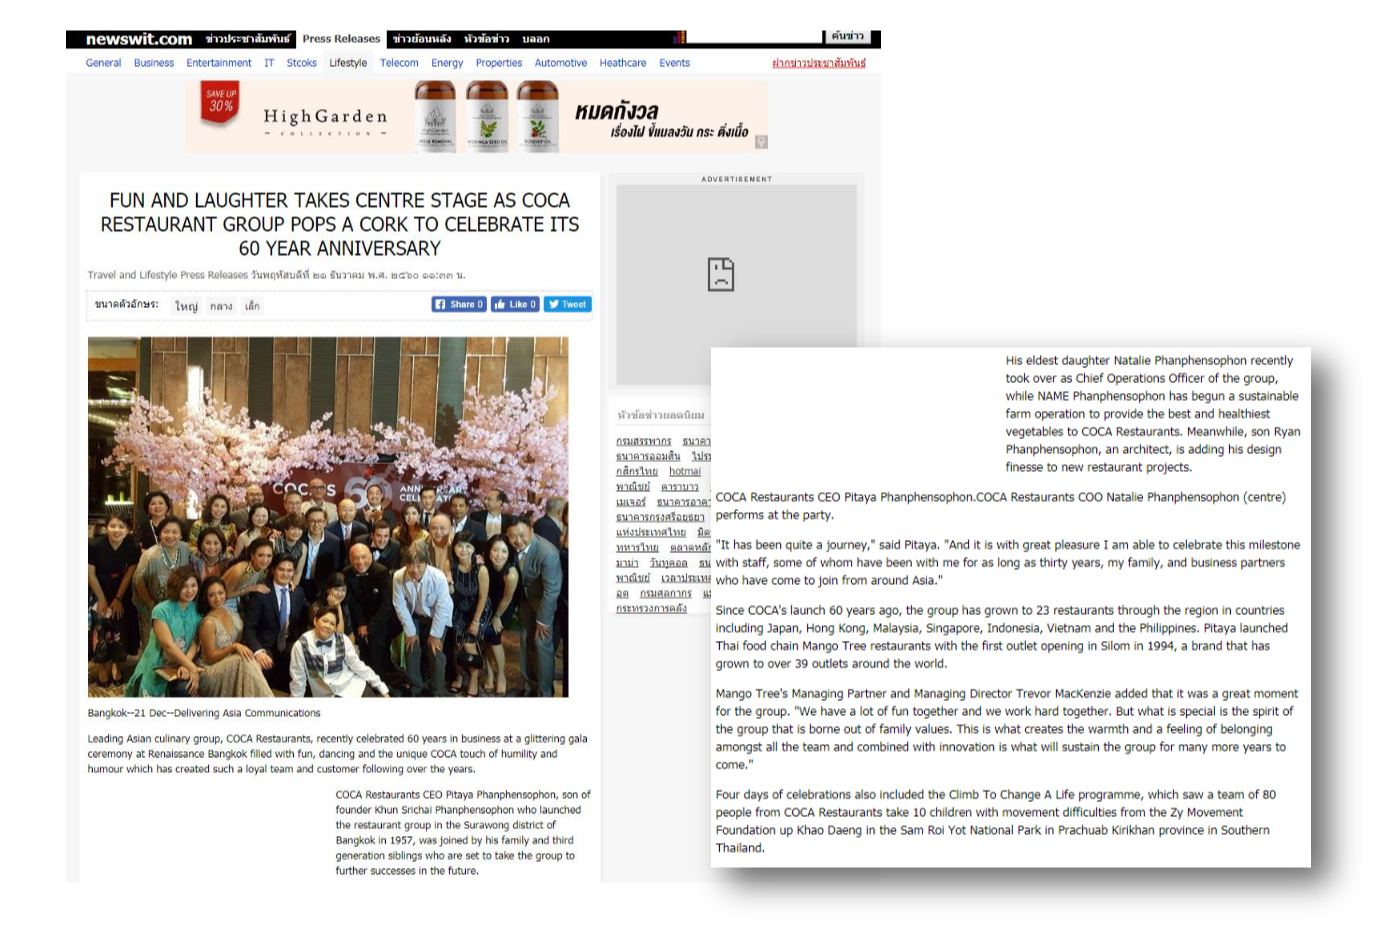 newswit.com ข่าวประชาสัมพันธ์ Press Releases ข่าวย้อนหลัง หัวข้อข่าว บลอก ค้นข่าว
General Business Entertainment IT Stcoks Lifestyle Telecom Energy Properties Automotive Heathcare Events ฝากข่าวประชาสัมพันธ์
SAVE UP
30%
HighGarden
COLLECTION
HighGarden
MOLE REMOVAL
MORINGA SEED OIL
ROSEHIP OIL
หมดกังวล
เรื่องไฝ ขี้แมลงวัน กระ ติ่งเนื้อ
FUN AND LAUGHTER TAKES CENTRE STAGE AS COCA
RESTAURANT GROUP POPS A CORK TO CELEBRATE ITS
60 YEAR ANNIVERSARY
Travel and Lifestyle Press Releases วันพฤหัสบดีที่ ๒๑ ธันวาคม พ.ศ. ๒๕๖๐ ๑๑:๓๓ น.
ขนาดตัวอักษร: ใหญ่ กลาง เล็ก
Share 0 Like 0 Tweet
COCA'S 60 ANNIVERSARY
CELEBRATION
Bangkok--21 Dec--Delivering Asia Communications
Leading Asian culinary group, COCA Restaurants, recently celebrated 60 years in business at a glittering gala
ceremony at Renaissance Bangkok filled with fun, dancing and the unique COCA touch of humility and
humour which has created such a loyal team and customer following over the years.
COCA Restaurants CEO Pitaya Phanphensophon, son of
founder Khun Srichai Phanphensophon who launched
the restaurant group in the Surawong district of
Bangkok in 1957, was joined by his family and third
generation siblings who are set to take the group to
further successes in the future.
ADVERTISEMENT
หัวข้อข่าวยอดนิยม
กรมสรรพากร ธนาคา
ธนาคารออมสิน ไปร
กสิกรไทย hotmai
พาณิชย์ คาราบาว
เมเจอร์ ธนาคารอาคา
ธนาคารกรุงศรีอยุธยา
แห่งประเทศไทย มิต
ทหารไทย ตลาดหลัก
มาม่า วันทูคอล ธน
พาณิชย์ เวลาประเทศ
อด กรมศุลกากร
กระทรวงการคลัง
His eldest daughter Natalie Phanphensophon recently
took over as Chief Operations Officer of the group,
while NAME Phanphensophon has begun a sustainable
farm operation to provide the best and healthiest
vegetables to COCA Restaurants. Meanwhile, son Ryan
Phanphensophon, an architect, is adding his design
finesse to new restaurant projects.
COCA Restaurants CEO Pitaya Phanphensophon.COCA Restaurants COO Natalie Phanphensophon (centre)
performs at the party.
"It has been quite a journey," said Pitaya. "And it is with great pleasure I am able to celebrate this milestone
with staff, some of whom have been with me for as long as thirty years, my family, and business partners
who have come to join from around Asia."
Since COCA's launch 60 years ago, the group has grown to 23 restaurants through the region in countries
including Japan, Hong Kong, Malaysia, Singapore, Indonesia, Vietnam and the Philippines. Pitaya launched
Thai food chain Mango Tree restaurants with the first outlet opening in Silom in 1994, a brand that has
grown to over 39 outlets around the world.
Mango Tree's Managing Partner and Managing Director Trevor MacKenzie added that it was a great moment
for the group. "We have a lot of fun together and we work hard together. But what is special is the spirit of
the group that is borne out of family values. This is what creates the warmth and a feeling of belonging
amongst all the team and combined with innovation is what will sustain the group for many more years to
come."
Four days of celebrations also included the Climb To Change A Life programme, which saw a team of 80
people from COCA Restaurants take 10 children with movement difficulties from the Zy Movement
Foundation up Khao Daeng in the Sam Roi Yot National Park in Prachuab Kirikhan province in Southern
Thailand.